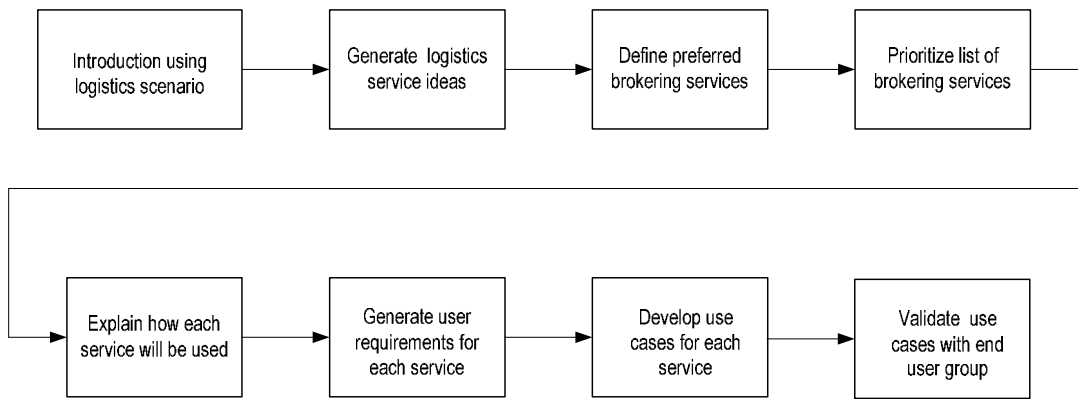 Introduction using
logistics scenario
Generate logistics
service ideas
Define preferred
brokering services
Prioritize list of
brokering services
Explain how each
service will be used
Generate user
requirements for
each service
Develop use
cases for each
service
Validate use
cases with end
user group